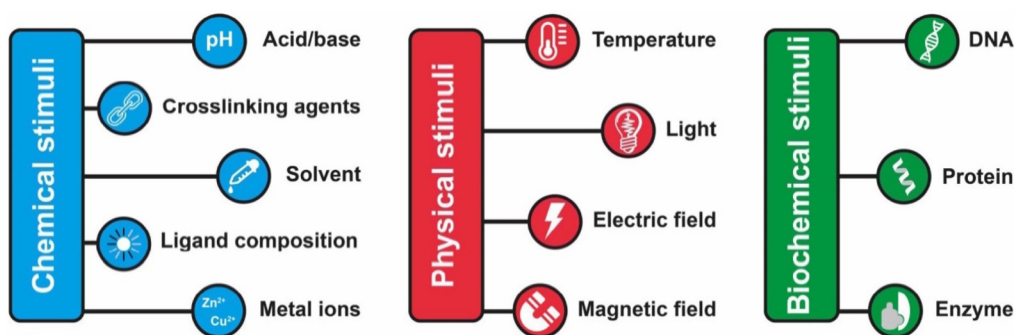 Chemical stimuli
pH
Acid/base
Crosslinking agents
Solvent
Ligand composition
Zn²⁺
Cu²⁺
Metal ions
Physical stimuli
Temperature
Light
Electric field
Magnetic field
Biochemical stimuli
DNA
Protein
Enzyme